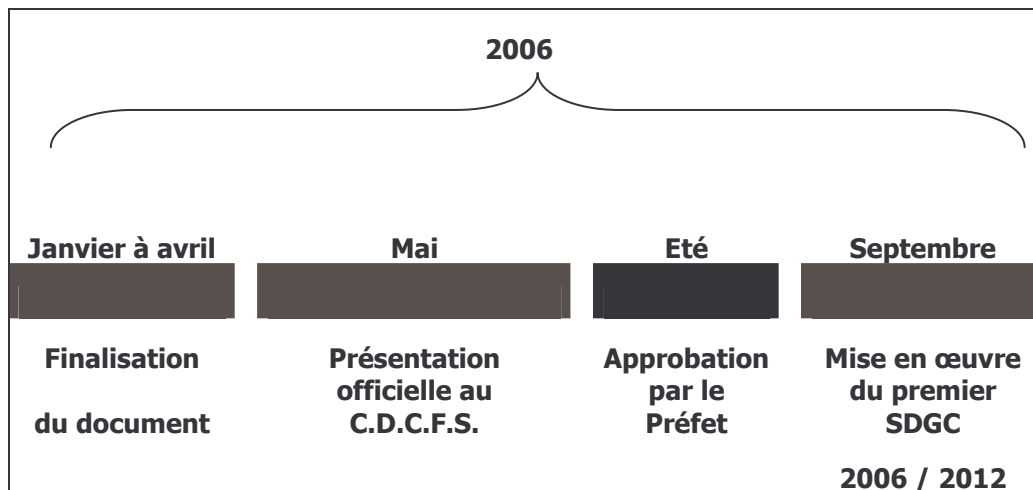 2006
Janvier à avril
Mai
Eté
Septembre
Finalisation
du document
Présentation
officielle au
C.D.C.F.S.
Approbation
par le
Préfet
Mise en œuvre
du premier
SDGC
2006 / 2012